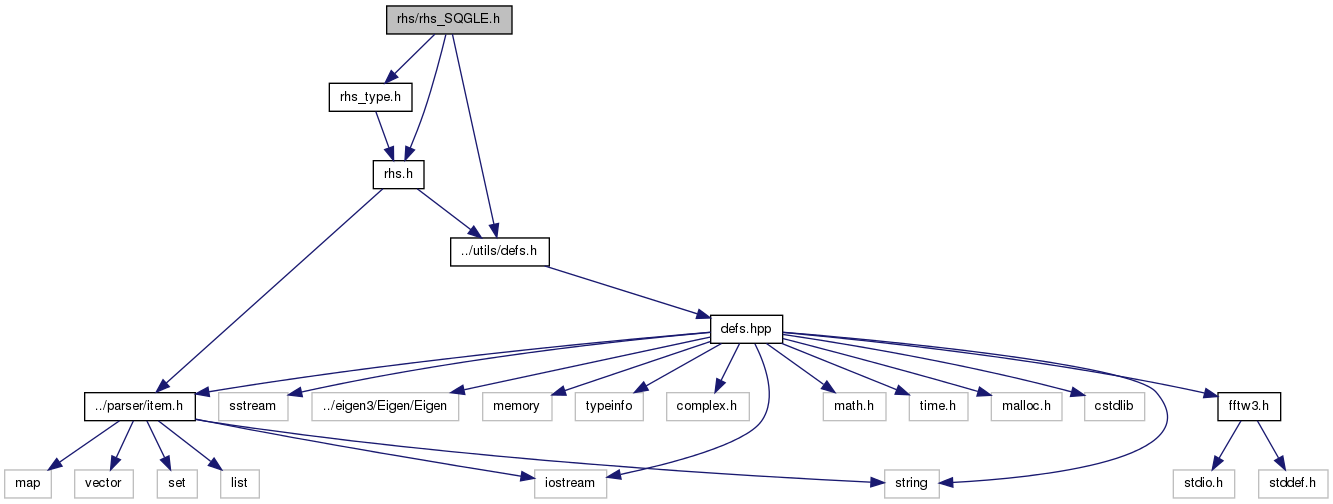 rhs/rhs_SQGLE.h
rhs_type.h
rhs.h
../utils/defs.h
defs.hpp
../parser/item.h
sstream
../eigen3/Eigen/Eigen
memory
typeinfo
complex.h
math.h
time.h
malloc.h
cstdlib
fftw3.h
map
vector
set
list
iostream
string
stdio.h
stddef.h